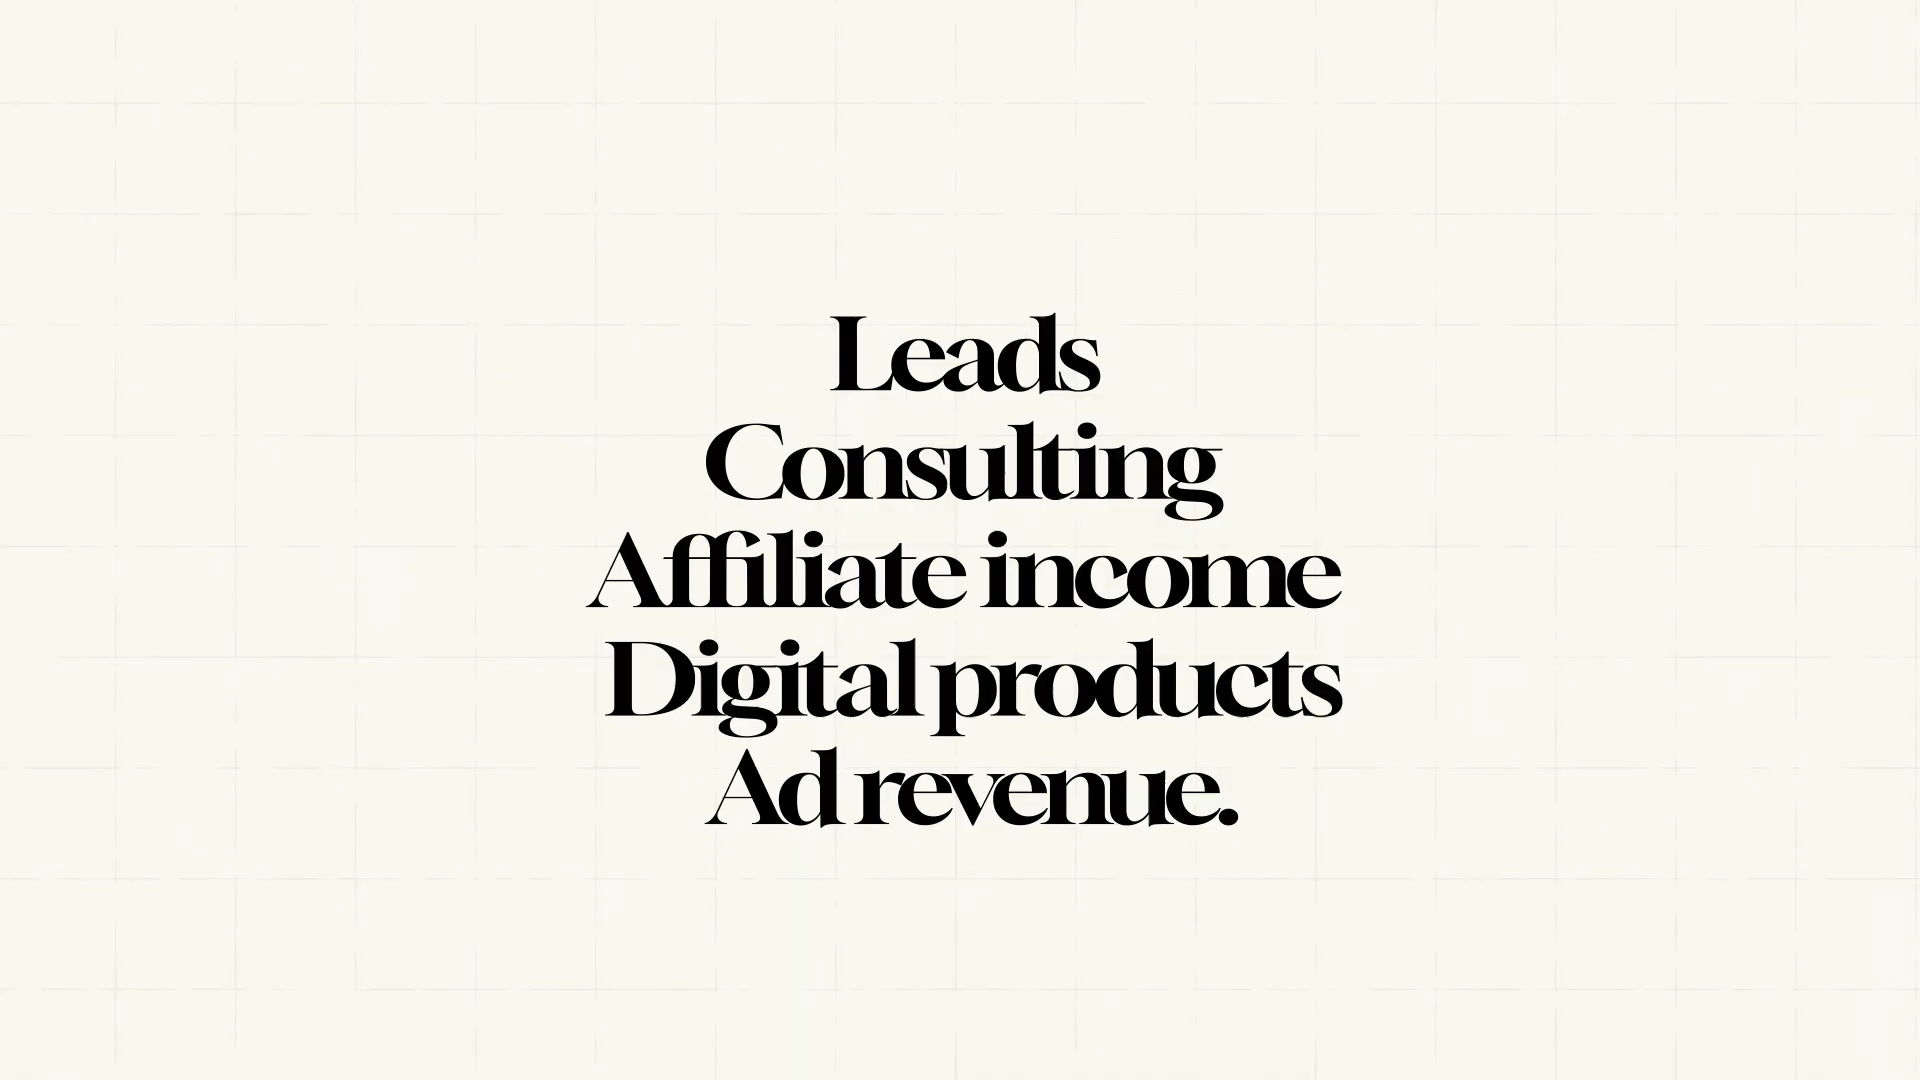 Leads
Consulting
Affiliate income
Digital products
Ad revenue.